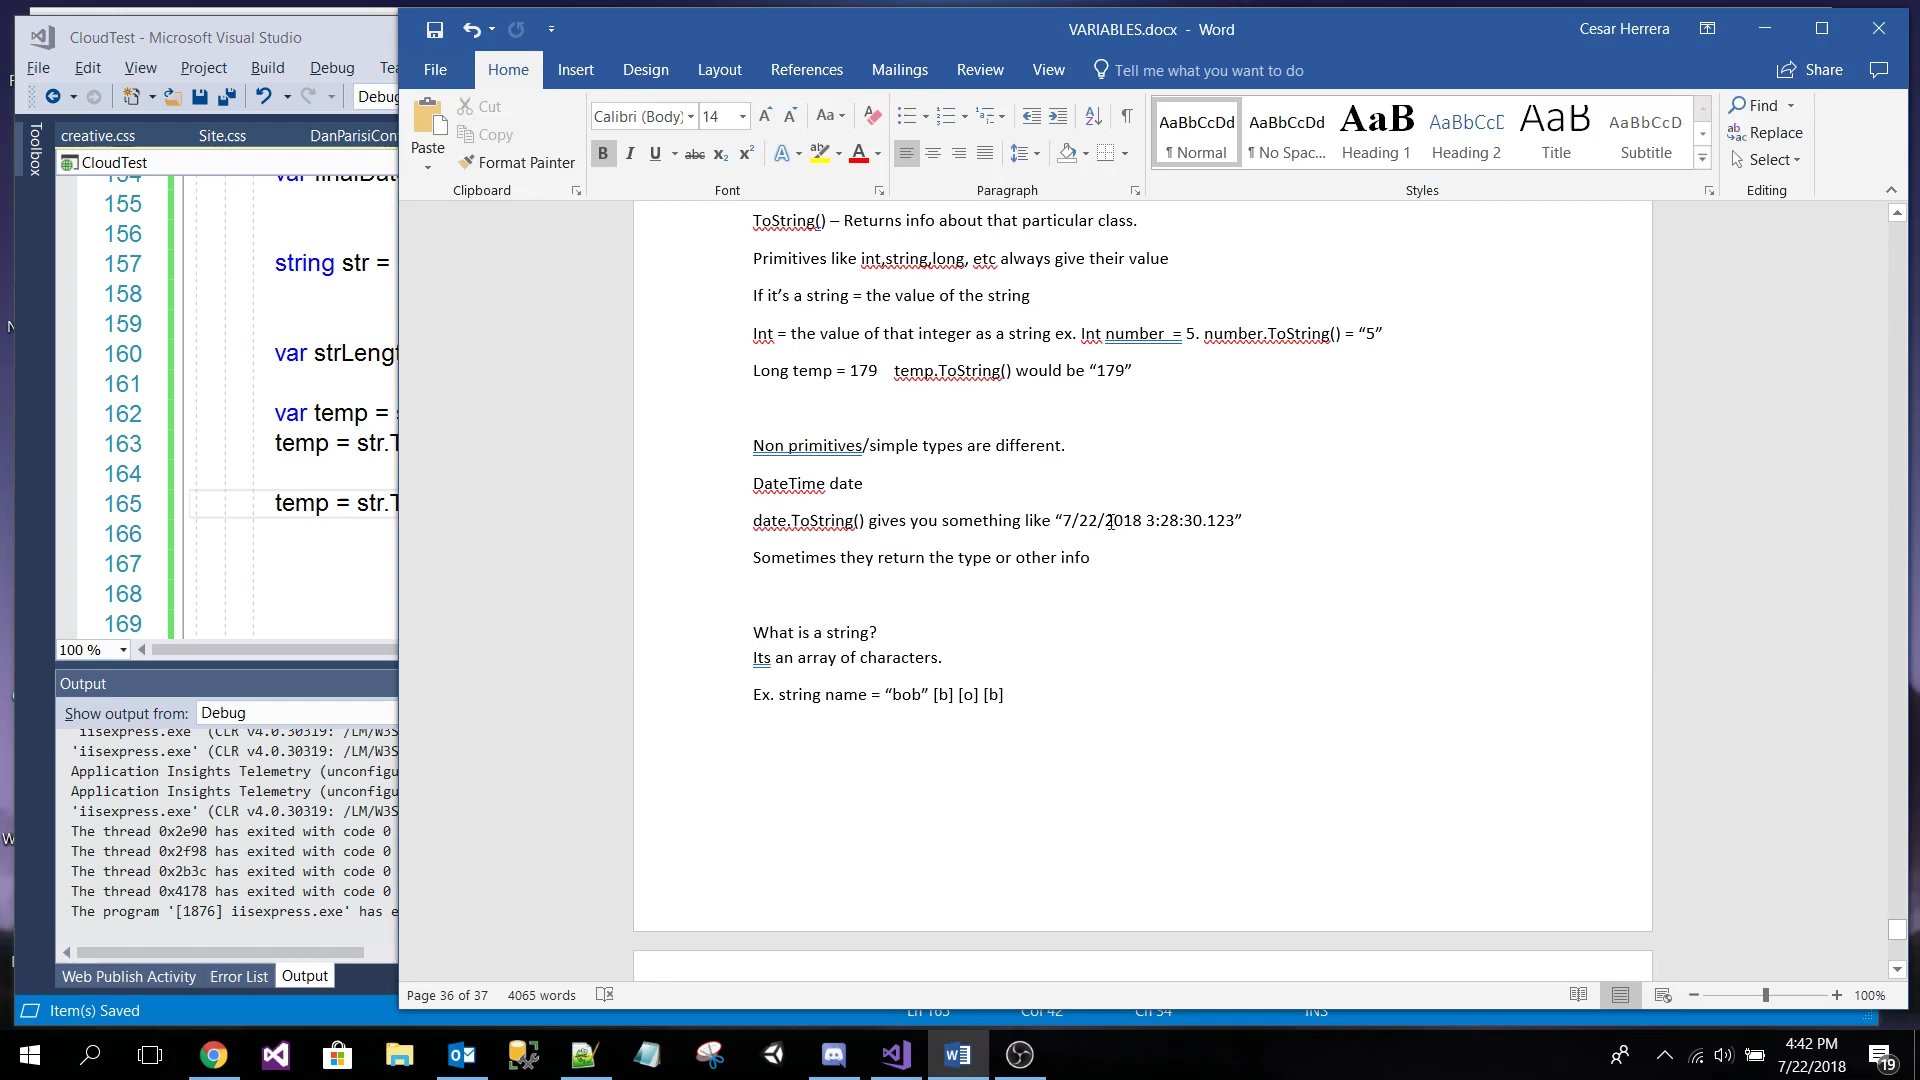 CloudTest - Microsoft Visual Studio
File Edit View Project Build Debug
Debug
Toolbox
creative.css Site.css
CloudTest
155
156
157 string str =
158
159
160
161
162 var temp =
163
164
165
166
167
168
169
100 %
Output
Show output from: Debug
'iisexpress.exe' (CLR v4.0.30319: /LM/W3S
'iisexpress.exe' (CLR v4.0.30319: /LM/W3S
Application Insights Telemetry (unconfigu
Application Insights Telemetry (unconfigu
'iisexpress.exe' (CLR v4.0.30319: /LM/W3S
The thread 0x2e90 has exited with code 0
The thread 0x2f98 has exited with code 0
The thread 0x2b3c has exited with code 0
The thread 0x4178 has exited with code 0
The program '[1876] iisexpress.exe' has e
Web Publish Activity Error List Output
Item(s) Saved
VARIABLES.docx - Word
Cesar Herrera
File Home Insert Design Layout References Mailings Review View Tell me what you want to do Share
Paste
Cut
Copy
Format Painter
Clipboard
Calibri (Body) 14
Font
Paragraph
AaBbCcDd AaBbCcDd AaB AaBbCcD AaB AaBbCcD
¶ Normal ¶ No Spac... Heading 1 Heading 2 Title Subtitle
Styles
Find
Replace
Select
Editing
ToString() – Returns info about that particular class.
Primitives like int,string,long, etc always give their value
If it’s a string = the value of the string
Int = the value of that integer as a string ex. Int number = 5. number.ToString() = “5”
Long temp = 179 temp.ToString() would be “179”
Non primitives/simple types are different.
DateTime date
date.ToString() gives you something like “7/22/2018 3:28:30.123”
Sometimes they return the type or other info
What is a string?
Its an array of characters.
Ex. string name = “bob” [b] [o] [b]
Page 36 of 37 4065 words
100%
4:42 PM
7/22/2018
19